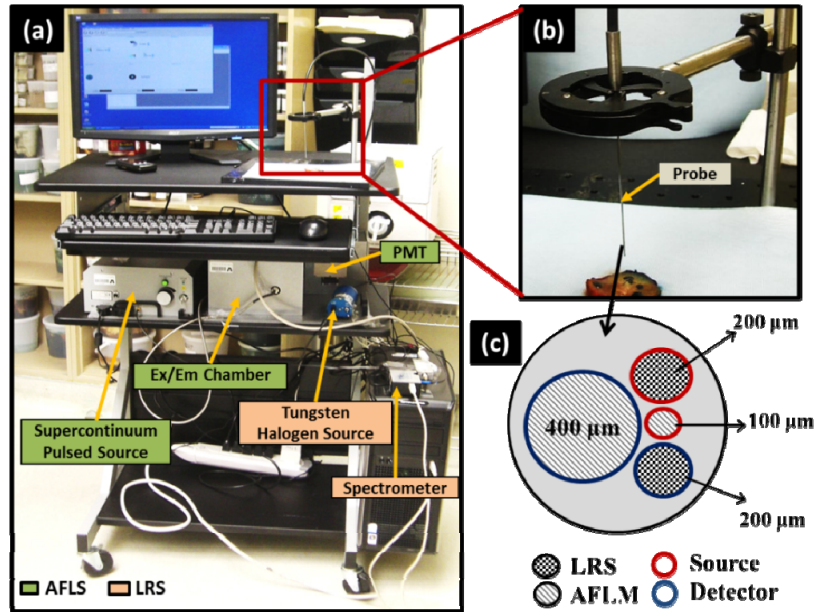 (a)
PMT
Ex/Em Chamber
Supercontinuum
Pulsed Source
Tungsten
Halogen Source
Spectrometer
AFLS
LRS
(b)
Probe
(c)
200 µm
400 µm
100 µm
200 µm
LRS
Source
AFLM
Detector